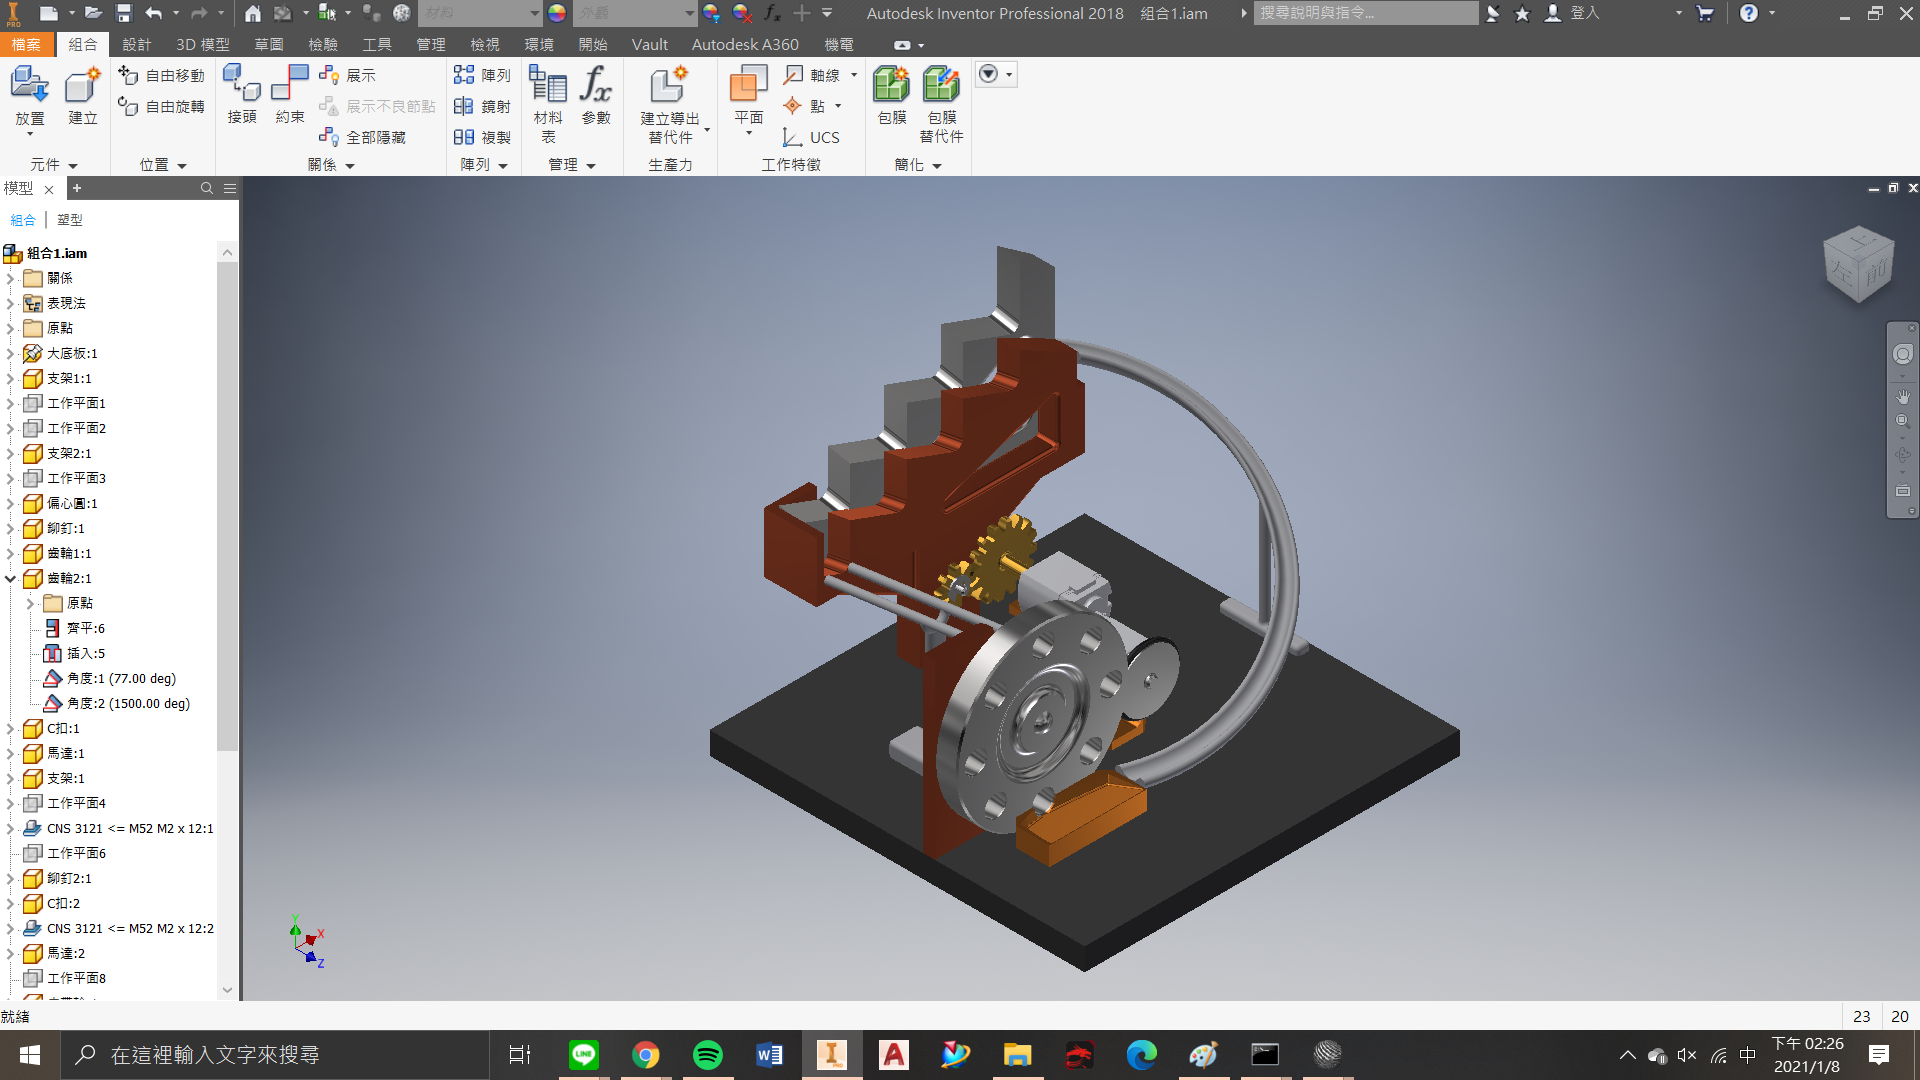 材料
外觀
Autodesk Inventor Professional 2018 組合1.iam
搜尋說明與指令...
登入
檔案 組合 設計 3D 模型 草圖 檢驗 工具 管理 檢視 環境 開始 Vault Autodesk A360 機電
放置
建立
元件
自由移動
自由旋轉
位置
接頭
約束
展示
展示不良節點
全部隱藏
關係
陣列
鏡射
複製
陣列
材料
表
參數
管理
建立導出
替代件
生產力
平面
軸線
點
UCS
工作特徵
包膜
包膜
替代件
簡化
模型
組合 | 塑型
組合1.iam
關係
表現法
原點
大底板:1
支架1:1
工作平面1
工作平面2
支架2:1
工作平面3
偏心圓:1
鉚釘:1
齒輪1:1
齒輪2:1
原點
齊平:6
插入:5
角度:1 (77.00 deg)
角度:2 (1500.00 deg)
C扣:1
馬達:1
支架:1
工作平面4
CNS 3121 <= M52 M2 x 12:1
工作平面6
鉚釘2:1
C扣:2
CNS 3121 <= M52 M2 x 12:2
馬達:2
工作平面8
上
左
前
Y
X
Z
就緒
23 20
在這裡輸入文字來搜尋
LINE
中
下午 02:26
2021/1/8